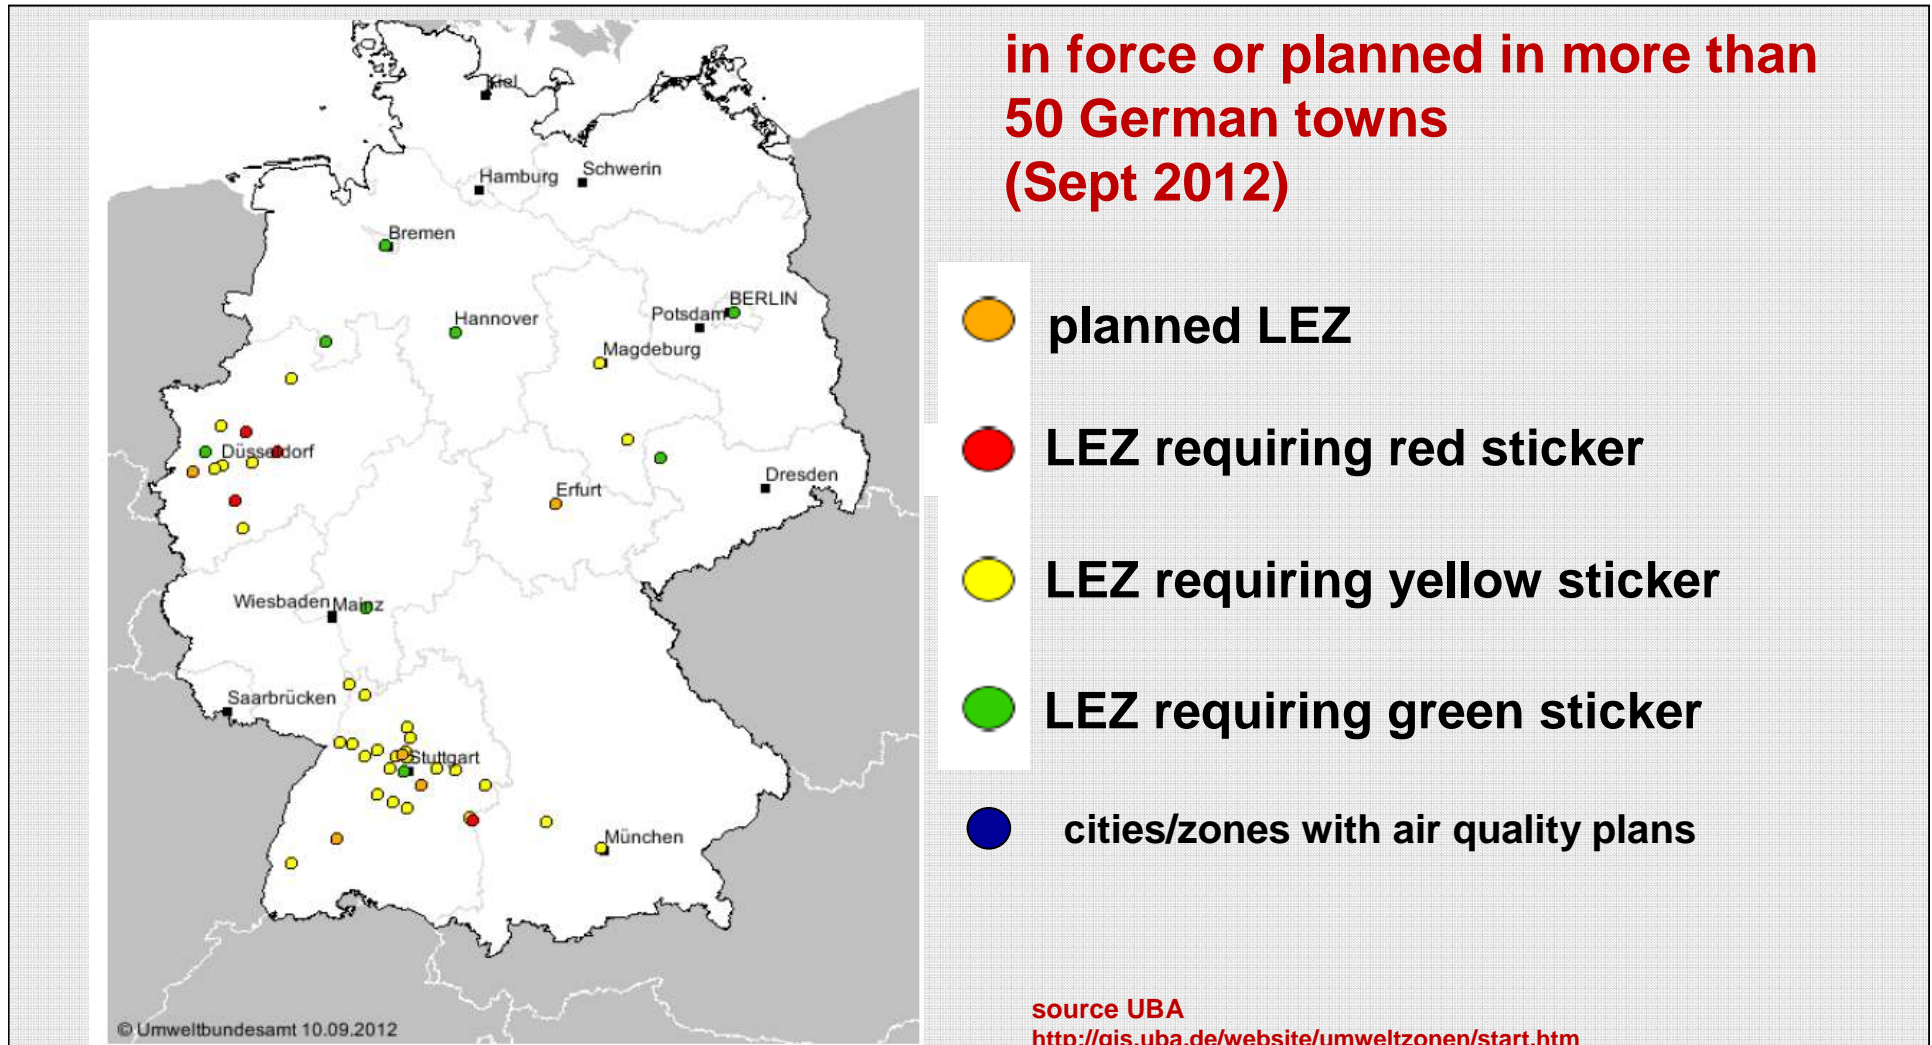 in force or planned in more than
50 German towns
(Sept 2012)
Kiel
Hamburg
Schwerin
Bremen
BERLIN
Potsdam
Hannover
Magdeburg
Düsseldorf
Dresden
Erfurt
Wiesbaden
Mainz
Saarbrücken
Stuttgart
München
© Umweltbundesamt 10.09.2012
planned LEZ
LEZ requiring red sticker
LEZ requiring yellow sticker
LEZ requiring green sticker
cities/zones with air quality plans
source UBA
http://gis.uba.de/website/umweltzonen/start.htm